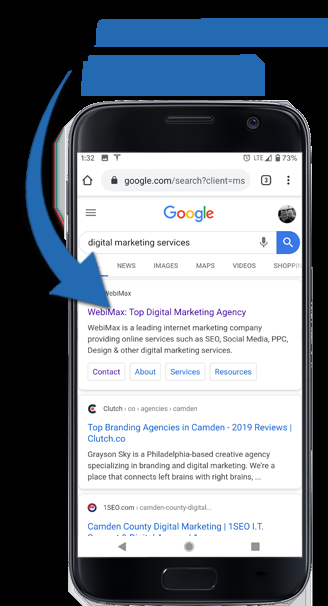 1:32
LTE
73%
google.com/search?client=ms
3
Google
digital marketing services
NEWS IMAGES MAPS VIDEOS SHOPPIN
WebiMax
WebiMax: Top Digital Marketing Agency
WebiMax is a leading internet marketing company
providing online services such as SEO, Social Media, PPC,
Design & other digital marketing services.
Contact About Services Resources
Clutch › co › agencies › camden
Top Branding Agencies in Camden - 2019 Reviews |
Clutch.co
Grayson Sky is a Philadelphia-based creative agency
specializing in branding and digital marketing. We're a
place that connects left brains with right brains, ...
1SEO.com › camden-county-digital...
Camden County Digital Marketing | 1SEO I.T.